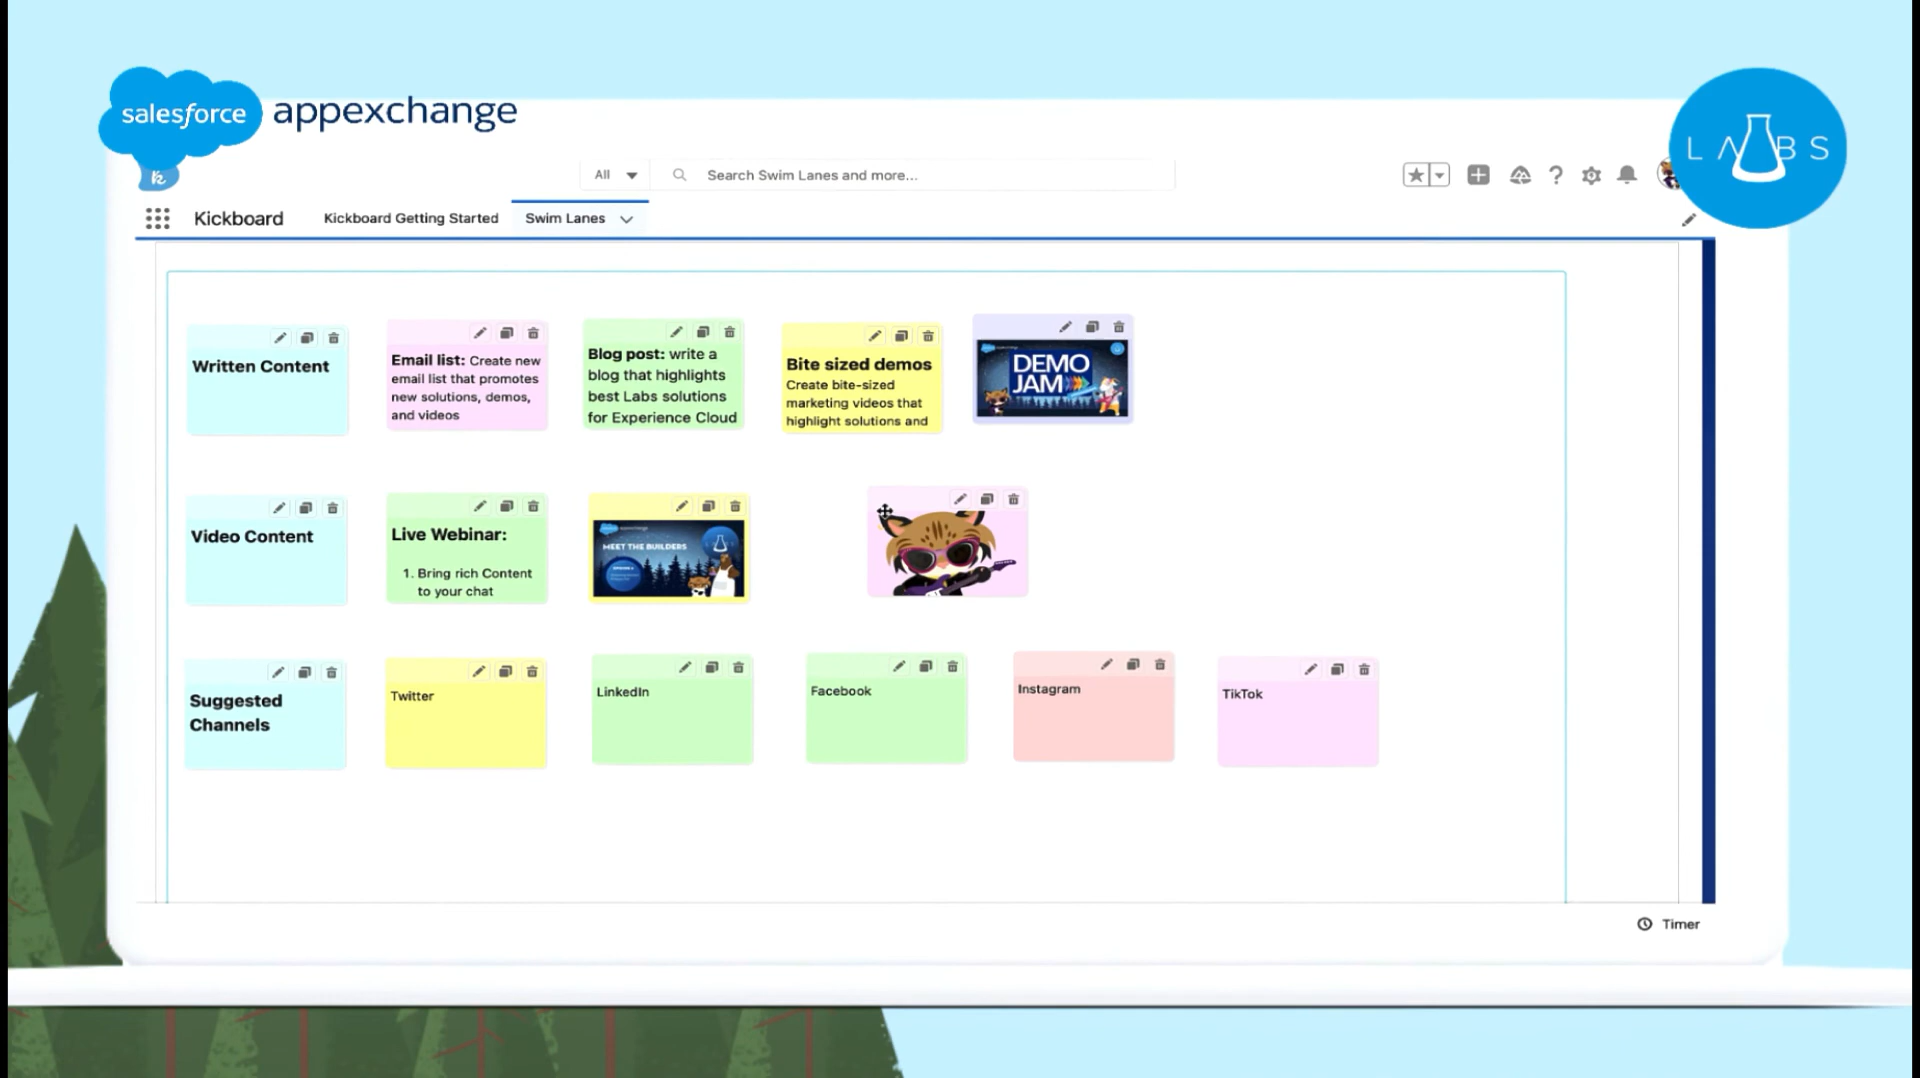 salesforce appexchange
LABS
k
All
Search Swim Lanes and more...
Kickboard
Kickboard Getting Started
Swim Lanes
Written Content
Email list: Create new
email list that promotes
new solutions, demos,
and videos
Blog post: write a
blog that highlights
best Labs solutions
for Experience Cloud
Bite sized demos
Create bite-sized
marketing videos that
highlight solutions and
DEMO
JAM
Video Content
Live Webinar:
1. Bring rich Content
to your chat
appexchange
MEET THE BUILDERS
Suggested
Channels
Twitter
LinkedIn
Facebook
Instagram
TikTok
Timer